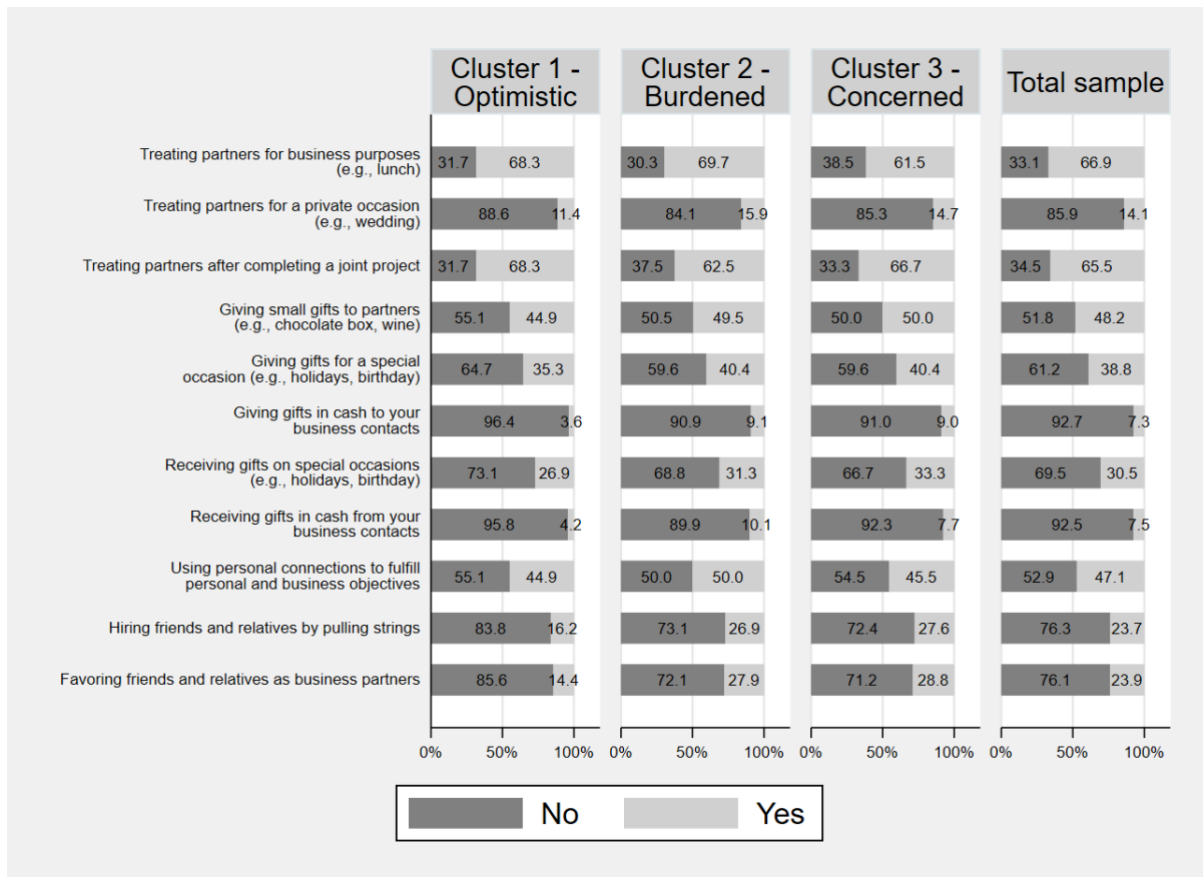 Cluster 1 -
Optimistic
Cluster 2 -
Burdened
Cluster 3 -
Concerned
Total sample
Treating partners for business purposes
(e.g., lunch)
31.7 68.3 30.3 69.7 38.5 61.5 33.1 66.9
Treating partners for a private occasion
(e.g., wedding)
88.6 11.4 84.1 15.9 85.3 14.7 85.9 14.1
Treating partners after completing a joint project
31.7 68.3 37.5 62.5 33.3 66.7 34.5 65.5
Giving small gifts to partners
(e.g., chocolate box, wine)
55.1 44.9 50.5 49.5 50.0 50.0 51.8 48.2
Giving gifts for a special
occasion (e.g., holidays, birthday)
64.7 35.3 59.6 40.4 59.6 40.4 61.2 38.8
Giving gifts in cash to your
business contacts
96.4 3.6 90.9 9.1 91.0 9.0 92.7 7.3
Receiving gifts on special occasions
(e.g., holidays, birthday)
73.1 26.9 68.8 31.3 66.7 33.3 69.5 30.5
Receiving gifts in cash from your
business contacts
95.8 4.2 89.9 10.1 92.3 7.7 92.5 7.5
Using personal connections to fulfill
personal and business objectives
55.1 44.9 50.0 50.0 54.5 45.5 52.9 47.1
Hiring friends and relatives by pulling strings
83.8 16.2 73.1 26.9 72.4 27.6 76.3 23.7
Favoring friends and relatives as business partners
85.6 14.4 72.1 27.9 71.2 28.8 76.1 23.9
0% 50% 100% 0% 50% 100% 0% 50% 100% 0% 50% 100%
No Yes